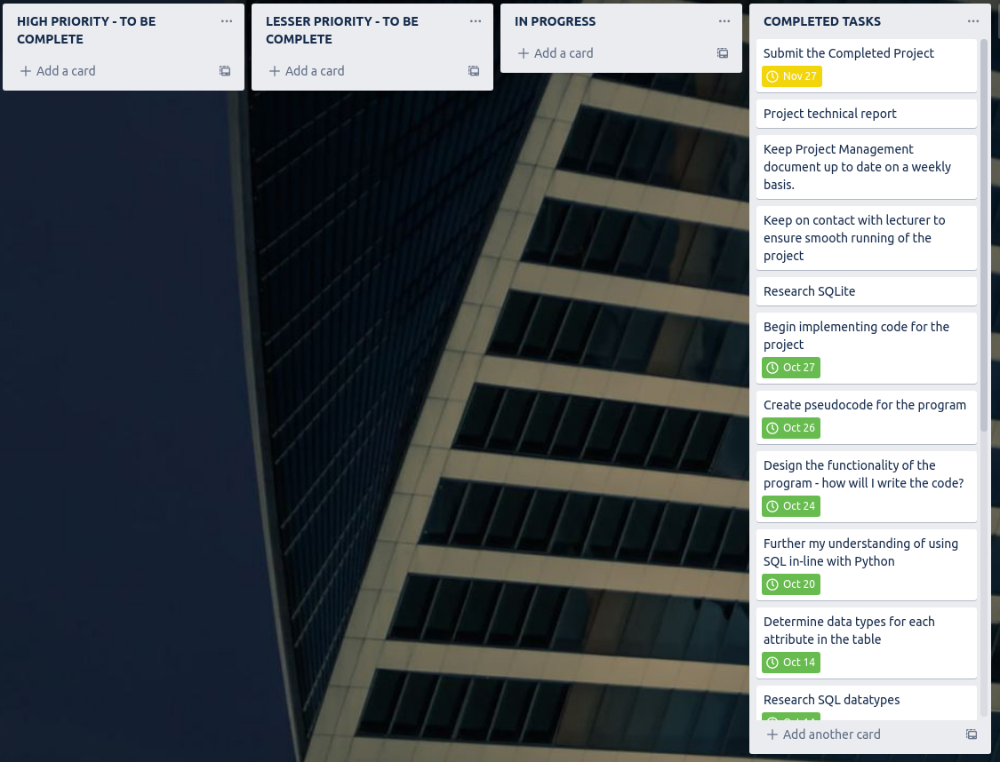 HIGH PRIORITY - TO BE
COMPLETE
Add a card
LESSER PRIORITY - TO BE
COMPLETE
Add a card
IN PROGRESS
Add a card
COMPLETED TASKS
Submit the Completed Project
Nov 27
Project technical report
Keep Project Management
document up to date on a weekly
basis.
Keep on contact with lecturer to
ensure smooth running of the
project
Research SQLite
Begin implementing code for the
project
Oct 27
Create pseudocode for the program
Oct 26
Design the functionality of the
program - how will I write the code?
Oct 24
Further my understanding of using
SQL in-line with Python
Oct 20
Determine data types for each
attribute in the table
Oct 14
Research SQL datatypes
Add another card